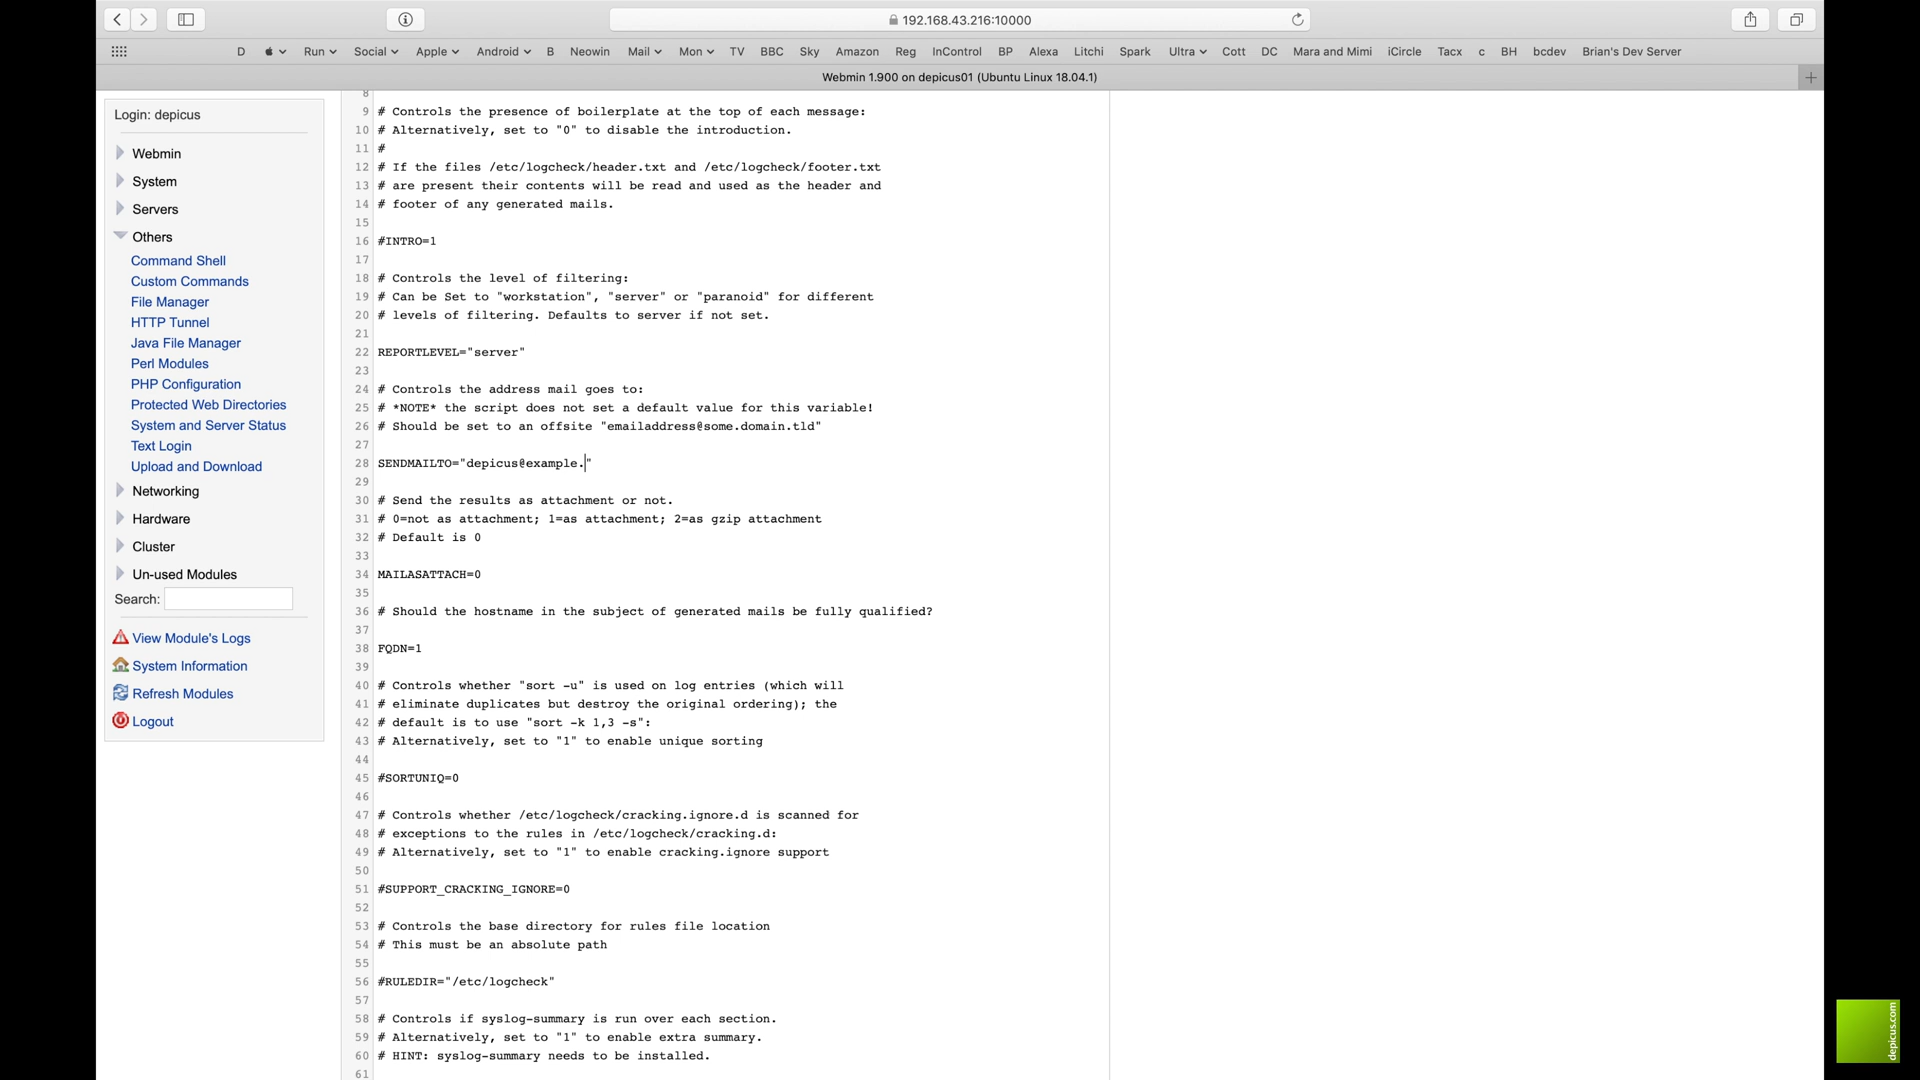 192.168.43.216:10000
D Run Social Apple Android B Neowin Mail Mon TV BBC Sky Amazon Reg InControl BP Alexa Litchi Spark Ultra Cott DC Mara and Mimi iCircle Tacx c BH bcdev Brian's Dev Server
Webmin 1.900 on depicus01 (Ubuntu Linux 18.04.1)
Login: depicus
Webmin
System
Servers
Others
Command Shell
Custom Commands
File Manager
HTTP Tunnel
Java File Manager
Perl Modules
PHP Configuration
Protected Web Directories
System and Server Status
Text Login
Upload and Download
Networking
Hardware
Cluster
Un-used Modules
Search:
View Module's Logs
System Information
Refresh Modules
Logout
8
9 # Controls the presence of boilerplate at the top of each message:
10 # Alternatively, set to "0" to disable the introduction.
11 #
12 # If the files /etc/logcheck/header.txt and /etc/logcheck/footer.txt
13 # are present their contents will be read and used as the header and
14 # footer of any generated mails.
15
16 #INTRO=1
17
18 # Controls the level of filtering:
19 # Can be Set to "workstation", "server" or "paranoid" for different
20 # levels of filtering. Defaults to server if not set.
21
22 REPORTLEVEL="server"
23
24 # Controls the address mail goes to:
25 # *NOTE* the script does not set a default value for this variable!
26 # Should be set to an offsite "emailaddress@some.domain.tld"
27
28 SENDMAILTO="depicus@example."
29
30 # Send the results as attachment or not.
31 # 0=not as attachment; 1=as attachment; 2=as gzip attachment
32 # Default is 0
33
34 MAILASATTACH=0
35
36 # Should the hostname in the subject of generated mails be fully qualified?
37
38 FQDN=1
39
40 # Controls whether "sort -u" is used on log entries (which will
41 # eliminate duplicates but destroy the original ordering); the
42 # default is to use "sort -k 1,3 -s":
43 # Alternatively, set to "1" to enable unique sorting
44
45 #SORTUNIQ=0
46
47 # Controls whether /etc/logcheck/cracking.ignore.d is scanned for
48 # exceptions to the rules in /etc/logcheck/cracking.d:
49 # Alternatively, set to "1" to enable cracking.ignore support
50
51 #SUPPORT_CRACKING_IGNORE=0
52
53 # Controls the base directory for rules file location
54 # This must be an absolute path
55
56 #RULEDIR="/etc/logcheck"
57
58 # Controls if syslog-summary is run over each section.
59 # Alternatively, set to "1" to enable extra summary.
60 # HINT: syslog-summary needs to be installed.
61
depicus.com